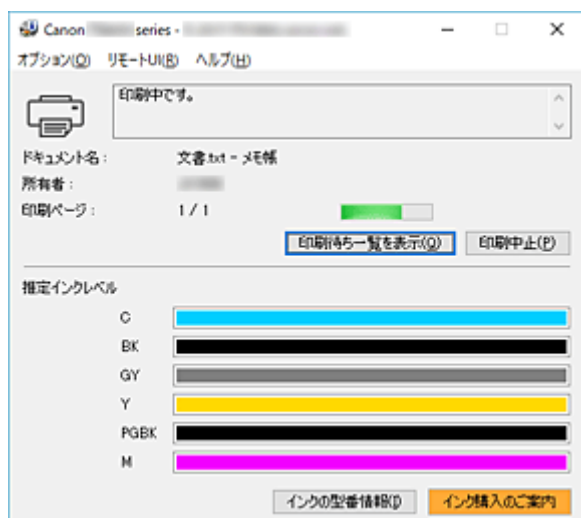 Canon series -
オプション(O) リモートUI(R) ヘルプ(H)
印刷中です。
ドキュメント名 : 文書.txt - メモ帳
所有者 :
印刷ページ : 1 / 1
印刷待ち一覧を表示(Q) 印刷中止(P)
推定インクレベル
C
BK
GY
Y
PGBK
M
インクの型番情報(I) インク購入のご案内